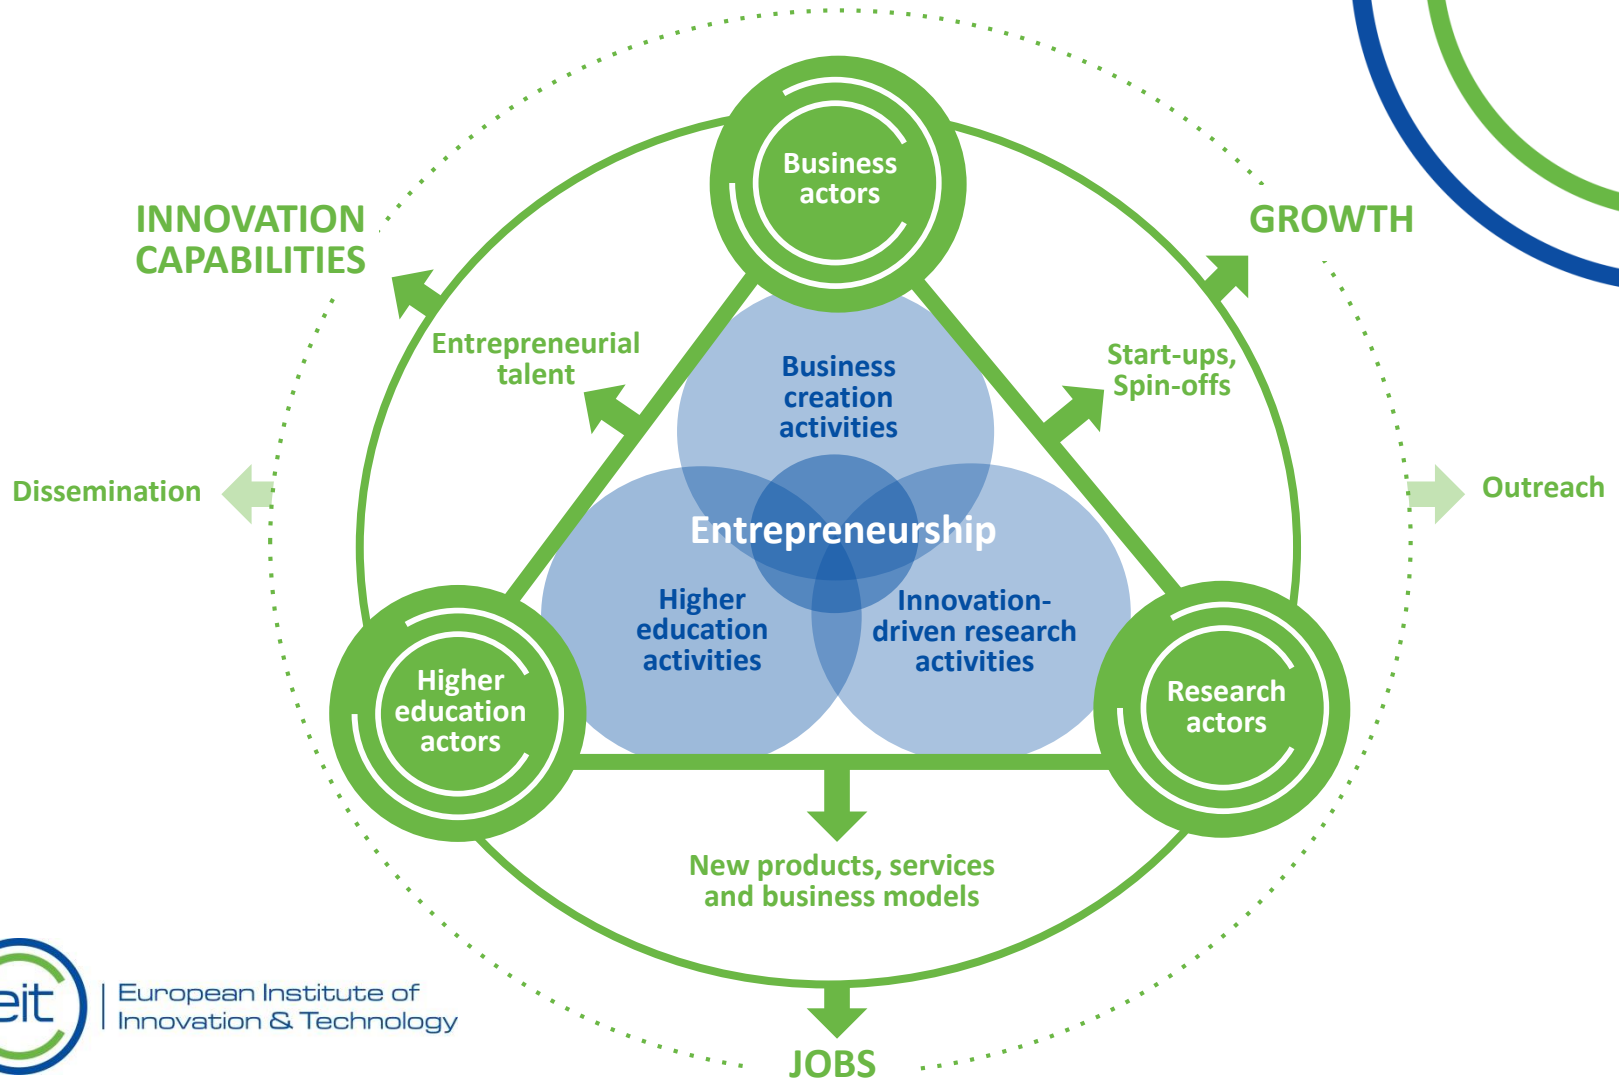 Business
actors
INNOVATION
CAPABILITIES
GROWTH
Entrepreneurial
talent
Start-ups,
Spin-offs
Business
creation
activities
Dissemination
Outreach
Entrepreneurship
Higher
education
activities
Innovation-
driven research
activities
Higher
education
actors
Research
actors
New products, services
and business models
eit
European Institute of
Innovation & Technology
JOBS